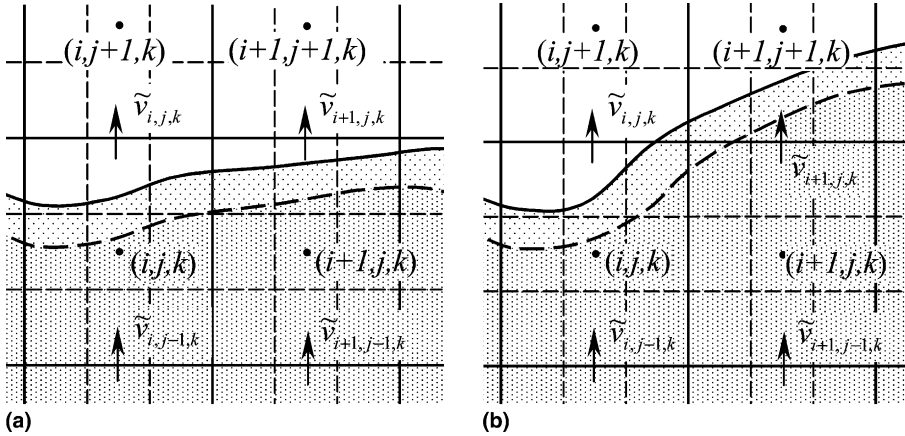 (i,j+1,k) (i+1,j+1,k)
ṽi,j,k ṽi+1,j,k
(i,j,k) (i+1,j,k)
ṽi,j−1,k ṽi+1,j−1,k
(a)
(i,j+1,k) (i+1,j+1,k)
ṽi,j,k
ṽi+1,j,k
(i,j,k) (i+1,j,k)
ṽi,j−1,k ṽi+1,j−1,k
(b)